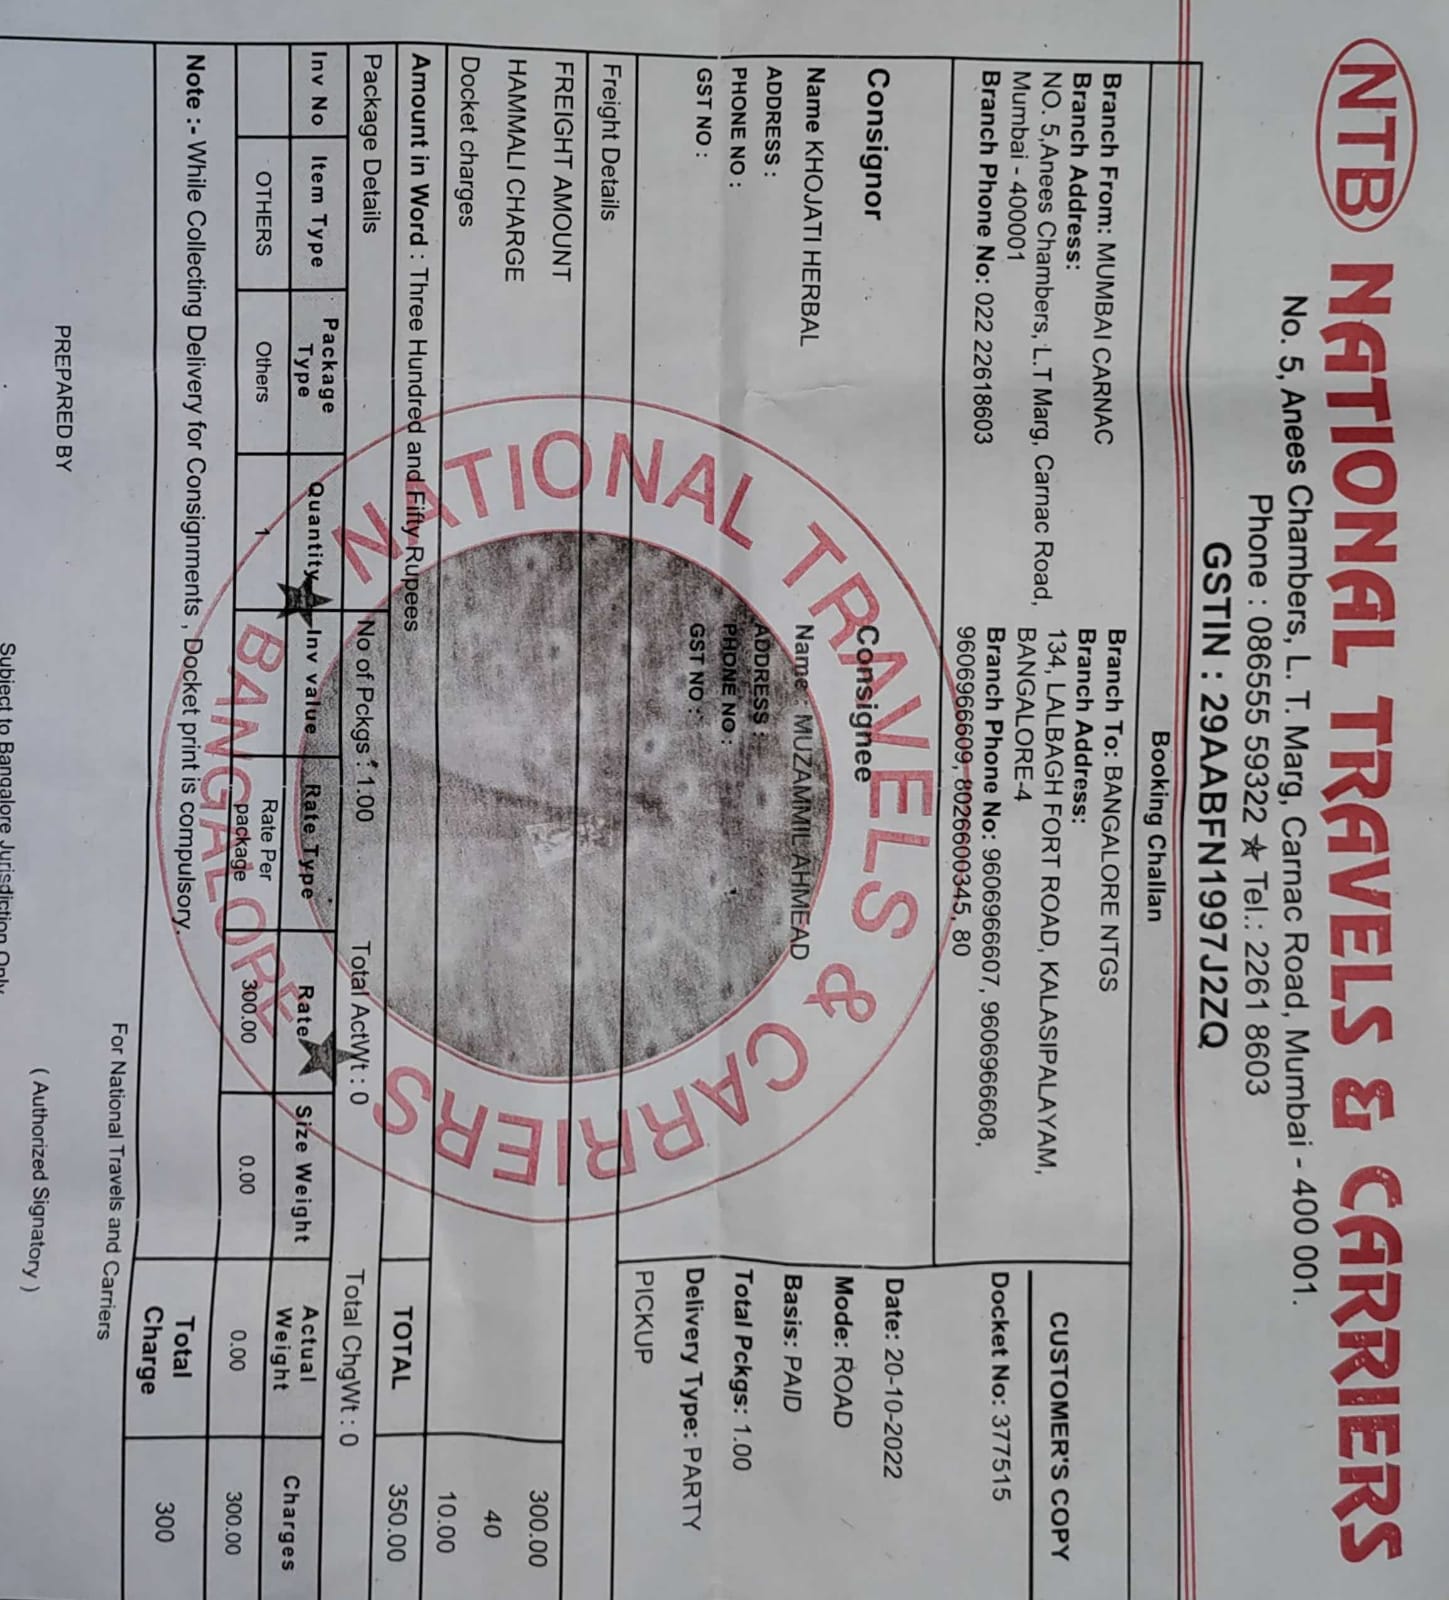 NTB NATIONAL TRAVELS & CARRIERS
No. 5, Anees Chambers, L. T. Marg, Carnac Road, Mumbai - 400 001.
Phone : 086555 59322 ★ Tel.: 2261 8603
GSTIN : 29AABFN1997J2ZQ
Booking Challan
Branch From: MUMBAI CARNAC
Branch Address:
NO. 5,Anees Chambers, L.T Marg, Carnac Road,
Mumbai - 400001
Branch Phone No: 022 22618603
Branch To: BANGALORE NTGS
Branch Address:
134, LALBAGH FORT ROAD, KALASIPALAYAM,
BANGALORE-4
Branch Phone No: 9606966607, 9606966608,
9606966609, 8026600345, 80
CUSTOMER'S COPY
Docket No: 377515
Consignor
Name KHOJATI HERBAL
ADDRESS :
PHONE NO :
GST NO :
Consignee
Name : MUZAMMIL AHMEAD
ADDRESS :
PHONE NO :
GST NO :
Date: 20-10-2022
Mode: ROAD
Basis: PAID
Total Pckgs: 1.00
Delivery Type: PARTY
PICKUP
Freight Details
FREIGHT AMOUNT 300.00
HAMMALI CHARGE 40
Docket charges 10.00
Amount in Word : Three Hundred and Fifty Rupees TOTAL 350.00
Package Details No of Pckgs : 1.00 Total ActWt : 0 Total ChgWt : 0
Inv No Item Type Package Type Quantity Inv value Rate Type Rate Size Weight Actual Weight Charges
OTHERS Others 1 Rate Per package 300.00 0.00 0.00 300.00
Note :- While Collecting Delivery for Consignments , Docket print is compulsory. Total Charge 300
For National Travels and Carriers
PREPARED BY
( Authorized Signatory )
Subject to Bangalore Jurisdiction Only
NATIONAL TRAVELS & CARRIERS
BANGALORE